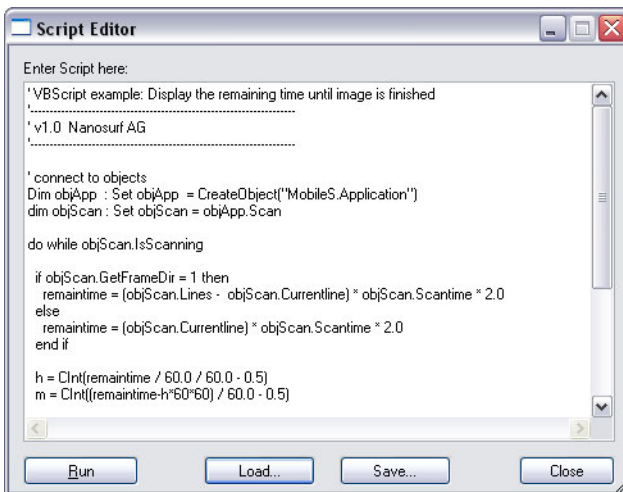 Script Editor
Enter Script here:
' VBScript example: Display the remaining time until image is finished
'-----------------------------------------------------------------------
' v1.0  Nanosurf AG
'-----------------------------------------------------------------------
' connect to objects
Dim objApp  : Set objApp  = CreateObject("MobileS.Application")
dim objScan : Set objScan = objApp.Scan
do while objScan.IsScanning
if objScan.GetFrameDir = 1 then
remaintime = (objScan.Lines -  objScan.Currentline) * objScan.Scantime * 2.0
else
remaintime = (objScan.Currentline) * objScan.Scantime * 2.0
end if
h = CInt(remaintime / 60.0 / 60.0 - 0.5)
m = CInt((remaintime-h*60*60) / 60.0 - 0.5)
Run Load... Save... Close